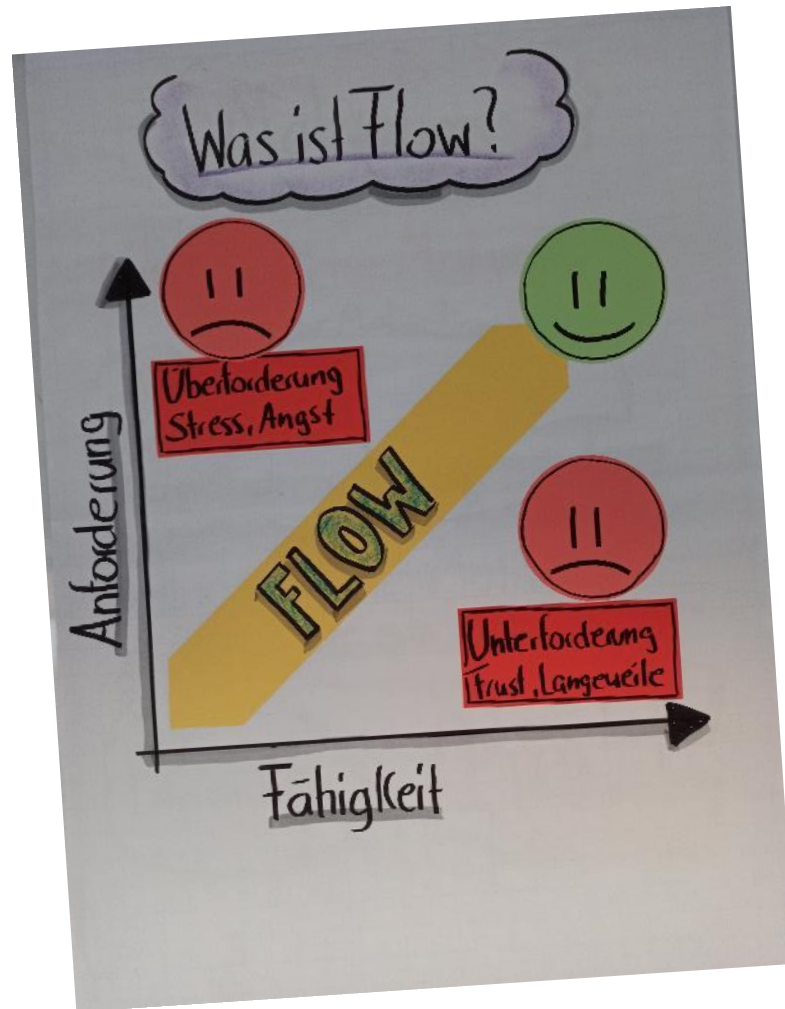 Was ist Flow?
Überforderung
Stress, Angst
Anforderung
FLOW
Unterforderung
Frust, Langeweile
Fähigkeit